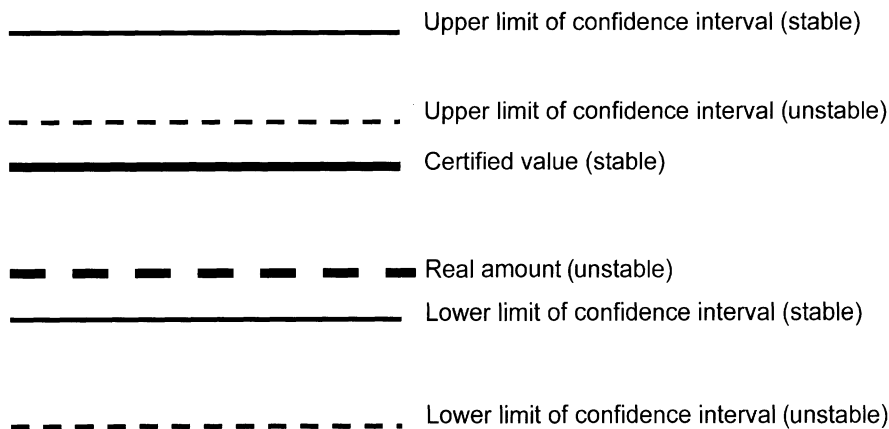 Upper limit of confidence interval (stable)
Upper limit of confidence interval (unstable)
Certified value (stable)
Real amount (unstable)
Lower limit of confidence interval (stable)
Lower limit of confidence interval (unstable)